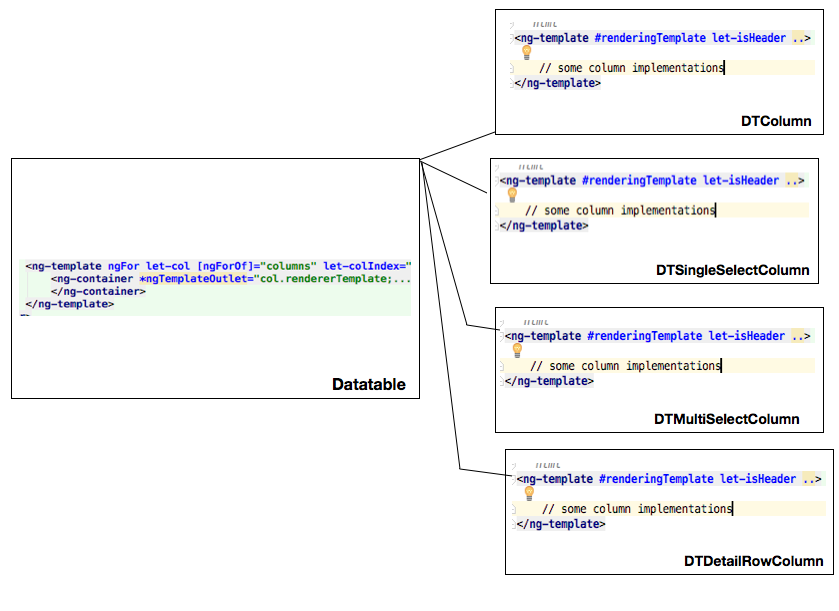 <ng-template #renderingTemplate let-isHeader ..>
// some column implementations
</ng-template>
DTColumn
<ng-template #renderingTemplate let-isHeader ..>
// some column implementations
</ng-template>
DTSingleSelectColumn
<ng-template ngFor let-col [ngForOf]="columns" let-colIndex="
<ng-container *ngTemplateOutlet="col.rendererTemplate;...
</ng-container>
</ng-template>
Datatable
<ng-template #renderingTemplate let-isHeader ..>
// some column implementations
</ng-template>
DTMultiSelectColumn
<ng-template #renderingTemplate let-isHeader ..>
// some column implementations
</ng-template>
DTDetailRowColumn